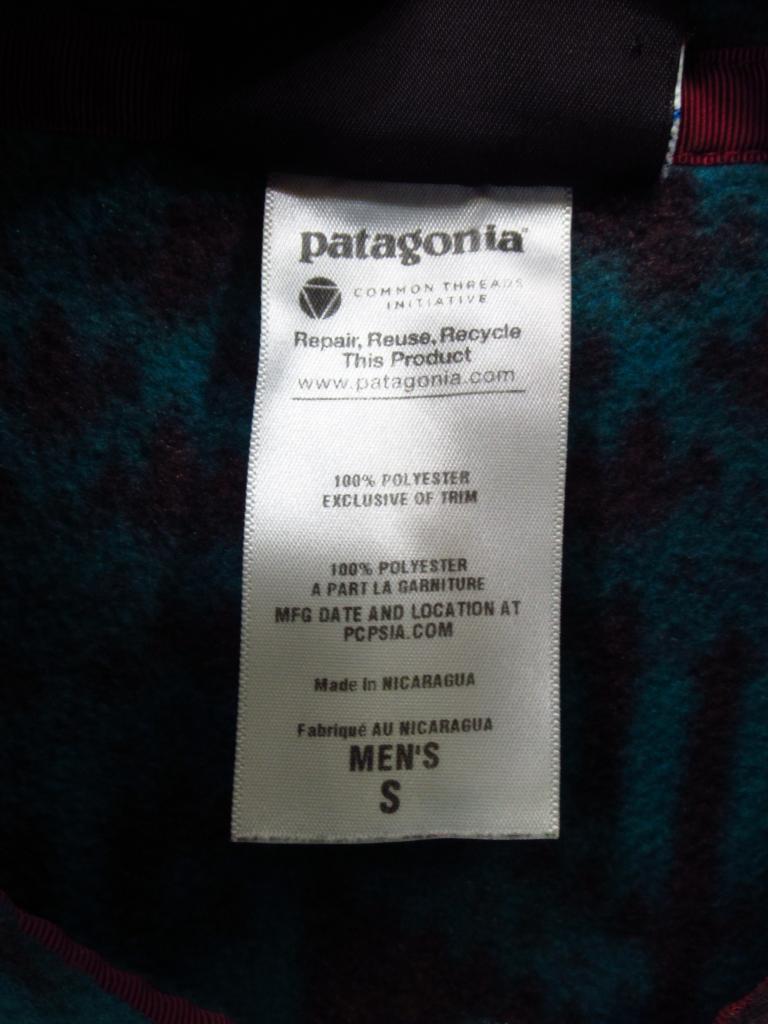 patagonia
COMMON THREADS
INITIATIVE
Repair, Reuse, Recycle
This Product
www.patagonia.com
100% POLYESTER
EXCLUSIVE OF TRIM
100% POLYESTER
A PART LA GARNITURE
MFG DATE AND LOCATION AT
PCPSIA.COM
Made in NICARAGUA
Fabriqué AU NICARAGUA
MEN'S
S